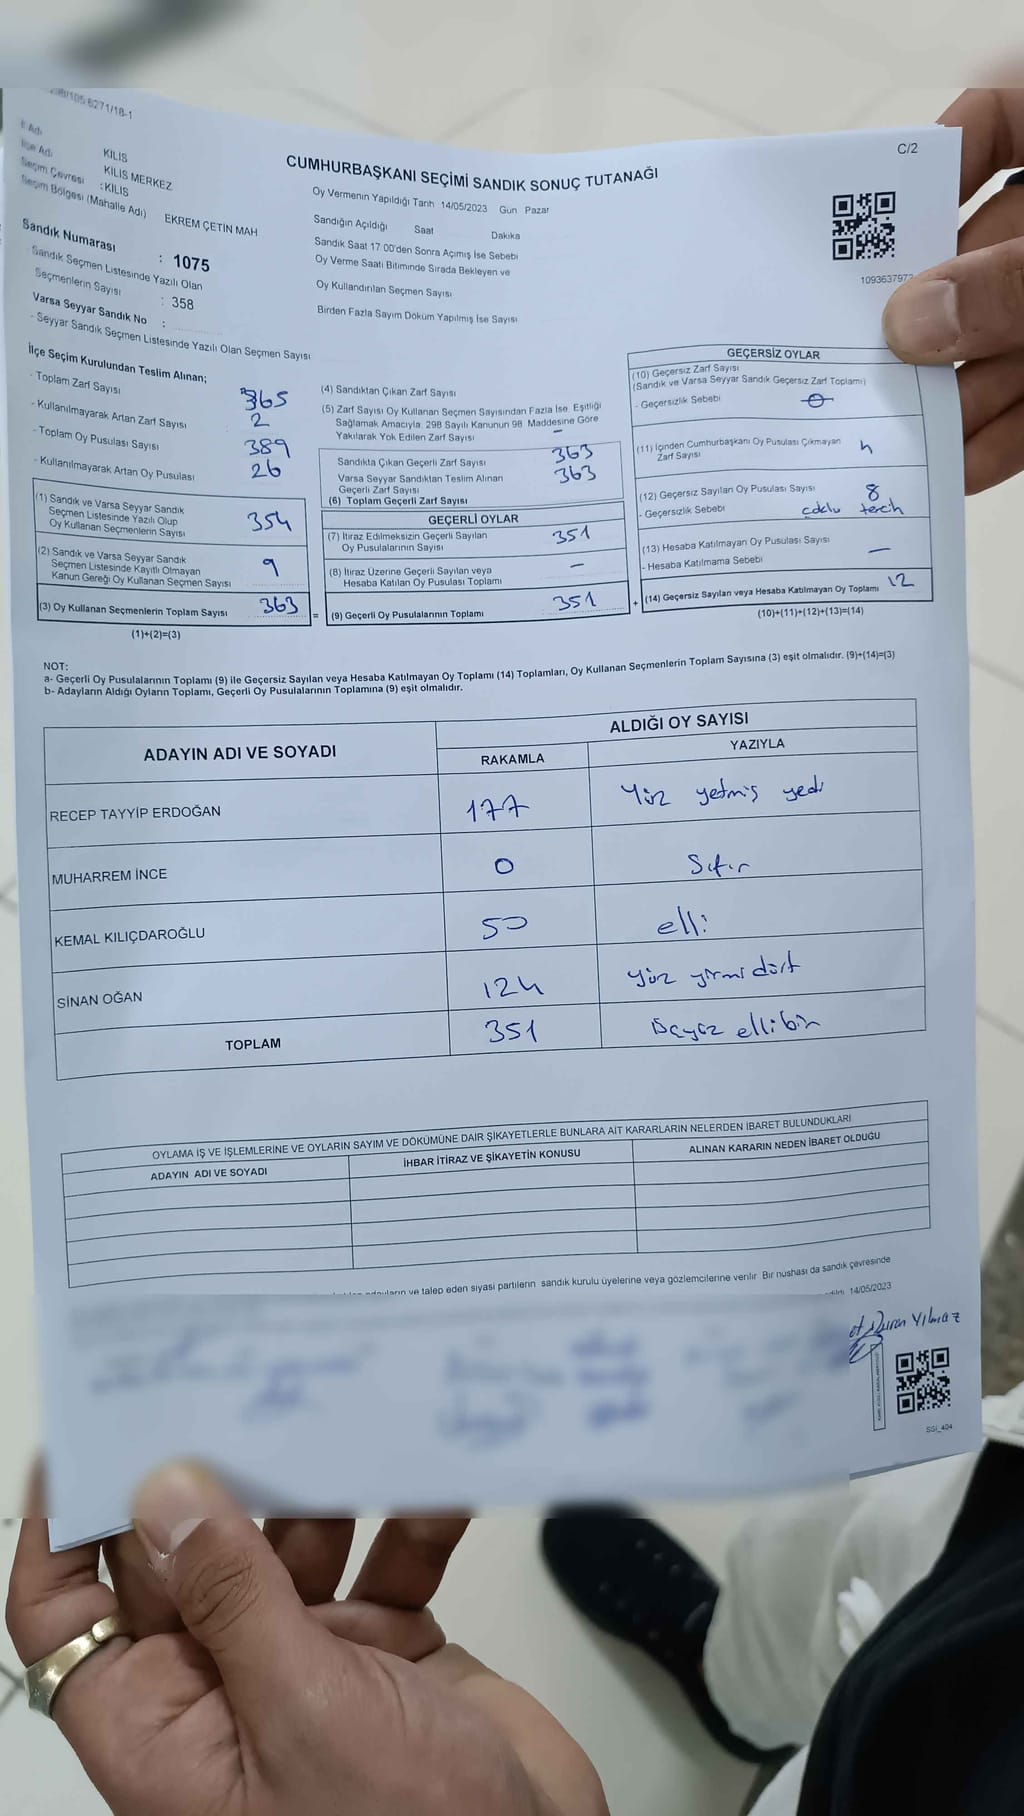 298/105.6271/18-1
C/2
İl Adı
İlçe Adı KİLİS
Seçim Çevresi KİLİS MERKEZ
Seçim Bölgesi (Mahalle Adı) : KİLİS
EKREM ÇETİN MAH
CUMHURBAŞKANI SEÇİMİ SANDIK SONUÇ TUTANAĞI
Oy Vermenin Yapıldığı Tarih 14/05/2023 Gün Pazar
Sandığın Açıldığı Saat Dakika
Sandık Saat 17 00'den Sonra Açımış İse Sebebi
Oy Verme Saati Bitiminde Sırada Bekleyen ve
Oy Kullandırılan Seçmen Sayısı
Birden Fazla Sayım Döküm Yapılmış İse Sayısı
Sandık Numarası : 1075
- Sandık Seçmen Listesinde Yazılı Olan
Seçmenlerin Sayısı : 358
Varsa Seyyar Sandık No :
- Seyyar Sandık Seçmen Listesinde Yazılı Olan Seçmen Sayısı
İlçe Seçim Kurulundan Teslim Alınan;
- Toplam Zarf Sayısı 365
- Kullanılmayarak Artan Zarf Sayısı 2
- Toplam Oy Pusulası Sayısı 389
- Kullanılmayarak Artan Oy Pusulası 26
(1) Sandık ve Varsa Seyyar Sandık
Seçmen Listesinde Yazılı Olup
Oy Kullanan Seçmenlerin Sayısı 354
(2) Sandık ve Varsa Seyyar Sandık
Seçmen Listesinde Kayıtlı Olmayan
Kanun Gereği Oy Kullanan Seçmen Sayısı 9
(3) Oy Kullanan Seçmenlerin Toplam Sayısı 363 =
(1)+(2)=(3)
(4) Sandıktan Çıkan Zarf Sayısı
(5) Zarf Sayısı Oy Kullanan Seçmen Sayısından Fazla İse, Eşitliği
Sağlamak Amacıyla, 298 Sayılı Kanunun 98 Maddesine Göre
Yakılarak Yok Edilen Zarf Sayısı –
Sandıkta Çıkan Geçerli Zarf Sayısı 363
Varsa Seyyar Sandıktan Teslim Alınan
Geçerli Zarf Sayısı 363
(6) Toplam Geçerli Zarf Sayısı
GEÇERLİ OYLAR
(7) İtiraz Edilmeksizin Geçerli Sayılan
Oy Pusulalarının Sayısı 351
(8) İtiraz Üzerine Geçerli Sayılan veya
Hesaba Katılan Oy Pusulası Toplamı –
(9) Geçerli Oy Pusulalarının Toplamı 351 +
GEÇERSİZ OYLAR
(10) Geçersiz Zarf Sayısı
(Sandık ve Varsa Seyyar Sandık Geçersiz Zarf Toplamı)
- Geçersizlik Sebebi
(11) İçinden Cumhurbaşkanı Oy Pusulası Çıkmayan
Zarf Sayısı 4
(12) Geçersiz Sayılan Oy Pusulası Sayısı 8
- Geçersizlik Sebebi çoklu tercih
(13) Hesaba Katılmayan Oy Pusulası Sayısı
- Hesaba Katılmama Sebebi –
(14) Geçersiz Sayılan veya Hesaba Katılmayan Oy Toplamı 12
(10)+(11)+(12)+(13)=(14)
NOT:
a- Geçerli Oy Pusulalarının Toplamı (9) ile Geçersiz Sayılan veya Hesaba Katılmayan Oy Toplamı (14) Toplamları, Oy Kullanan Seçmenlerin Toplam Sayısına (3) eşit olmalıdır. (9)+(14)=(3)
b- Adayların Aldığı Oyların Toplamı, Geçerli Oy Pusulalarının Toplamına (9) eşit olmalıdır.
ADAYIN ADI VE SOYADI ALDIĞI OY SAYISI
RAKAMLA YAZIYLA
RECEP TAYYİP ERDOĞAN 177 Yüz yetmiş yedi
MUHARREM İNCE 0 Sıfır
KEMAL KILIÇDAROĞLU 50 elli
SİNAN OĞAN 124 Yüz yirmi dört
TOPLAM 351 üçyüz ellibir
OYLAMA İŞ VE İŞLEMLERİNE VE OYLARIN SAYIM VE DÖKÜMÜNE DAİR ŞİKAYETLERLE BUNLARA AİT KARARLARIN NELERDEN İBARET BULUNDUKLARI
ADAYIN ADI VE SOYADI İHBAR İTİRAZ VE ŞİKAYETİN KONUSU ALINAN KARARIN NEDEN İBARET OLDUĞU
ve talep eden siyasi partilerin sandık kurulu üyelerine veya gözlemcilerine verilir Bir nüshası da sandık çevresinde
14/05/2023
Duran Yılmaz
SGI_404